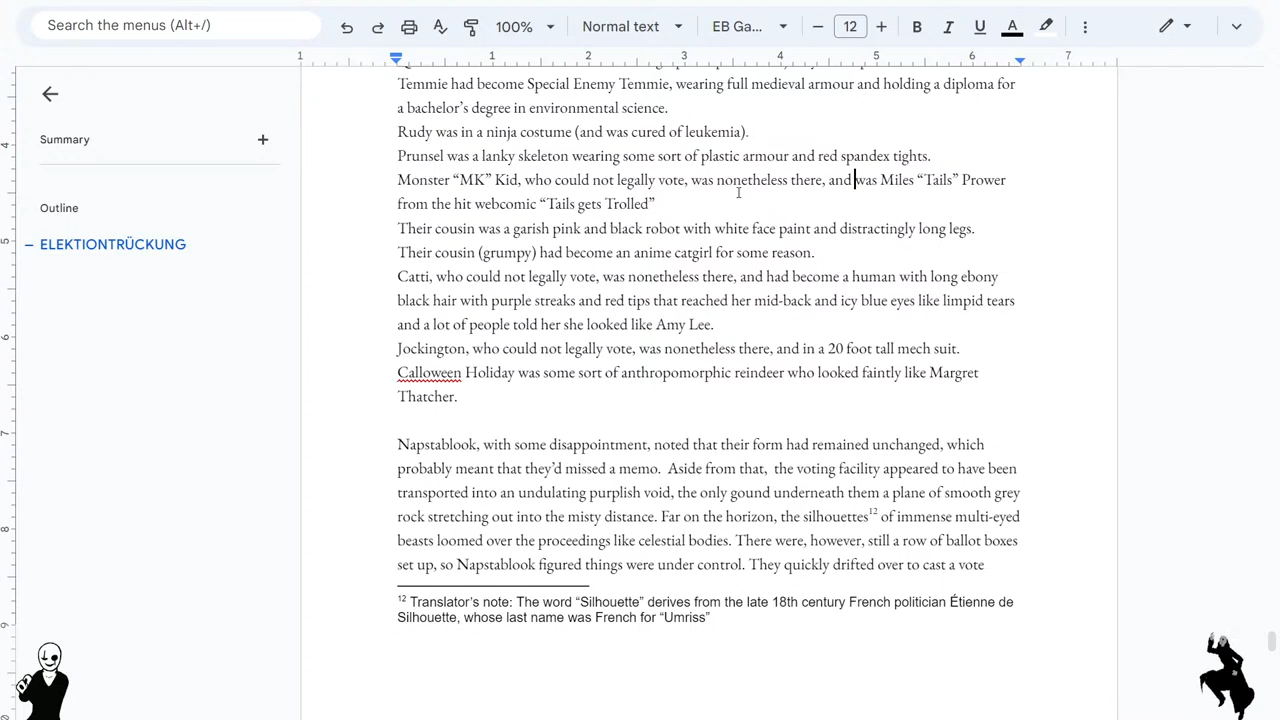 Search the menus (Alt+/)
100%
Normal text
EB Ga...
12
B
I
U
A
1
1
2
3
4
5
6
7
Summary
Outline
ELEKTIONTRÜCKUNG
4
5
6
7
8
9
Temmie had become Special Enemy Temmie, wearing full medieval armour and holding a diploma for
a bachelor’s degree in environmental science.
Rudy was in a ninja costume (and was cured of leukemia).
Prunsel was a lanky skeleton wearing some sort of plastic armour and red spandex tights.
Monster “MK” Kid, who could not legally vote, was nonetheless there, and was Miles “Tails” Prower
from the hit webcomic “Tails gets Trolled”
Their cousin was a garish pink and black robot with white face paint and distractingly long legs.
Their cousin (grumpy) had become an anime catgirl for some reason.
Catti, who could not legally vote, was nonetheless there, and had become a human with long ebony
black hair with purple streaks and red tips that reached her mid-back and icy blue eyes like limpid tears
and a lot of people told her she looked like Amy Lee.
Jockington, who could not legally vote, was nonetheless there, and in a 20 foot tall mech suit.
Calloween Holiday was some sort of anthropomorphic reindeer who looked faintly like Margret
Thatcher.
Napstablook, with some disappointment, noted that their form had remained unchanged, which
probably meant that they’d missed a memo.  Aside from that,  the voting facility appeared to have been
transported into an undulating purplish void, the only gound underneath them a plane of smooth grey
rock stretching out into the misty distance. Far on the horizon, the silhouettes12 of immense multi-eyed
beasts loomed over the proceedings like celestial bodies. There were, however, still a row of ballot boxes
set up, so Napstablook figured things were under control. They quickly drifted over to cast a vote
12 Translator’s note: The word “Silhouette” derives from the late 18th century French politician Étienne de
Silhouette, whose last name was French for “Umriss”